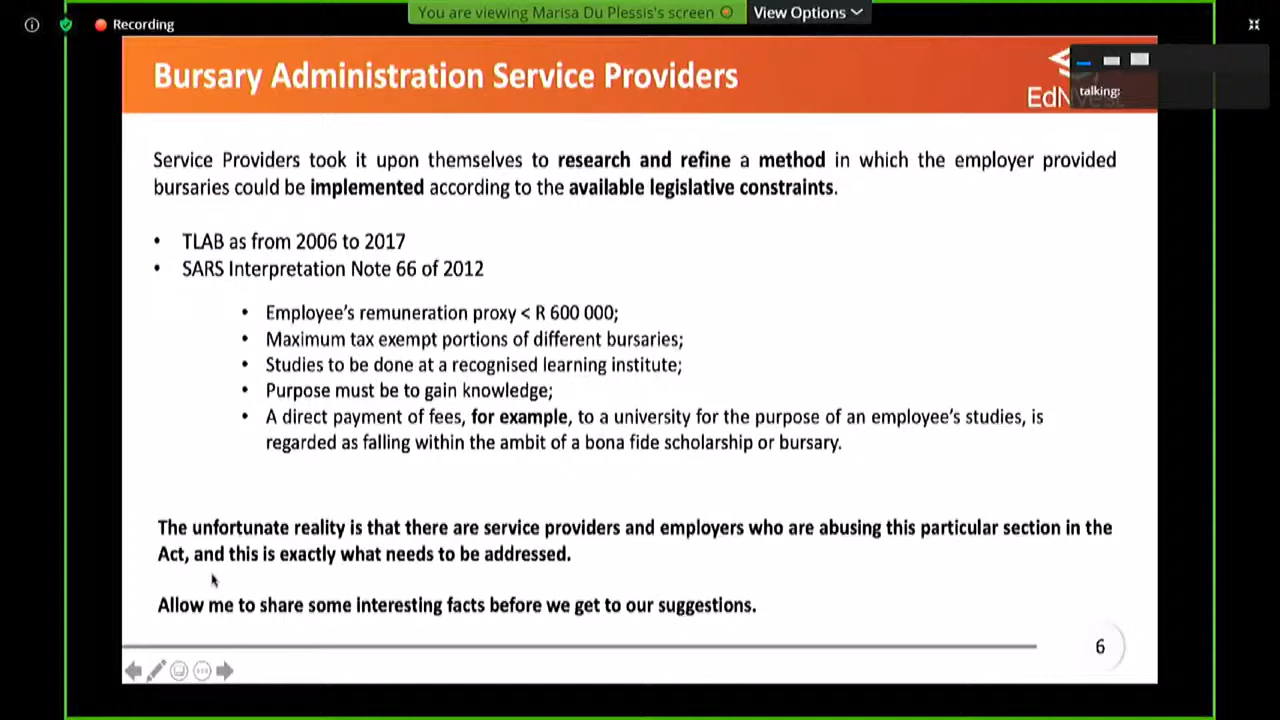 You are viewing Marisa Du Plessis's screen
View Options
Recording
Bursary Administration Service Providers
talking:
Service Providers took it upon themselves to research and refine a method in which the employer provided
bursaries could be implemented according to the available legislative constraints.
• TLAB as from 2006 to 2017
• SARS Interpretation Note 66 of 2012
• Employee's remuneration proxy < R 600 000;
• Maximum tax exempt portions of different bursaries;
• Studies to be done at a recognised learning institute;
• Purpose must be to gain knowledge;
• A direct payment of fees, for example, to a university for the purpose of an employee's studies, is
regarded as falling within the ambit of a bona fide scholarship or bursary.
The unfortunate reality is that there are service providers and employers who are abusing this particular section in the
Act, and this is exactly what needs to be addressed.
Allow me to share some interesting facts before we get to our suggestions.
6